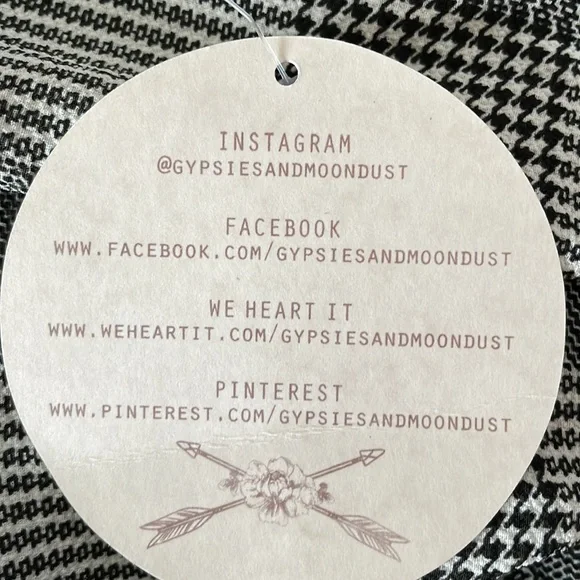 INSTAGRAM
@GYPSIESANDMOONDUST
FACEBOOK
WWW.FACEBOOK.COM/GYPSIESANDMOONDUST
WE HEART IT
WWW.WEHEARTIT.COM/GYPSIESANDMOONDUST
PINTEREST
WWW.PINTEREST.COM/GYPSIESANDMOONDUST